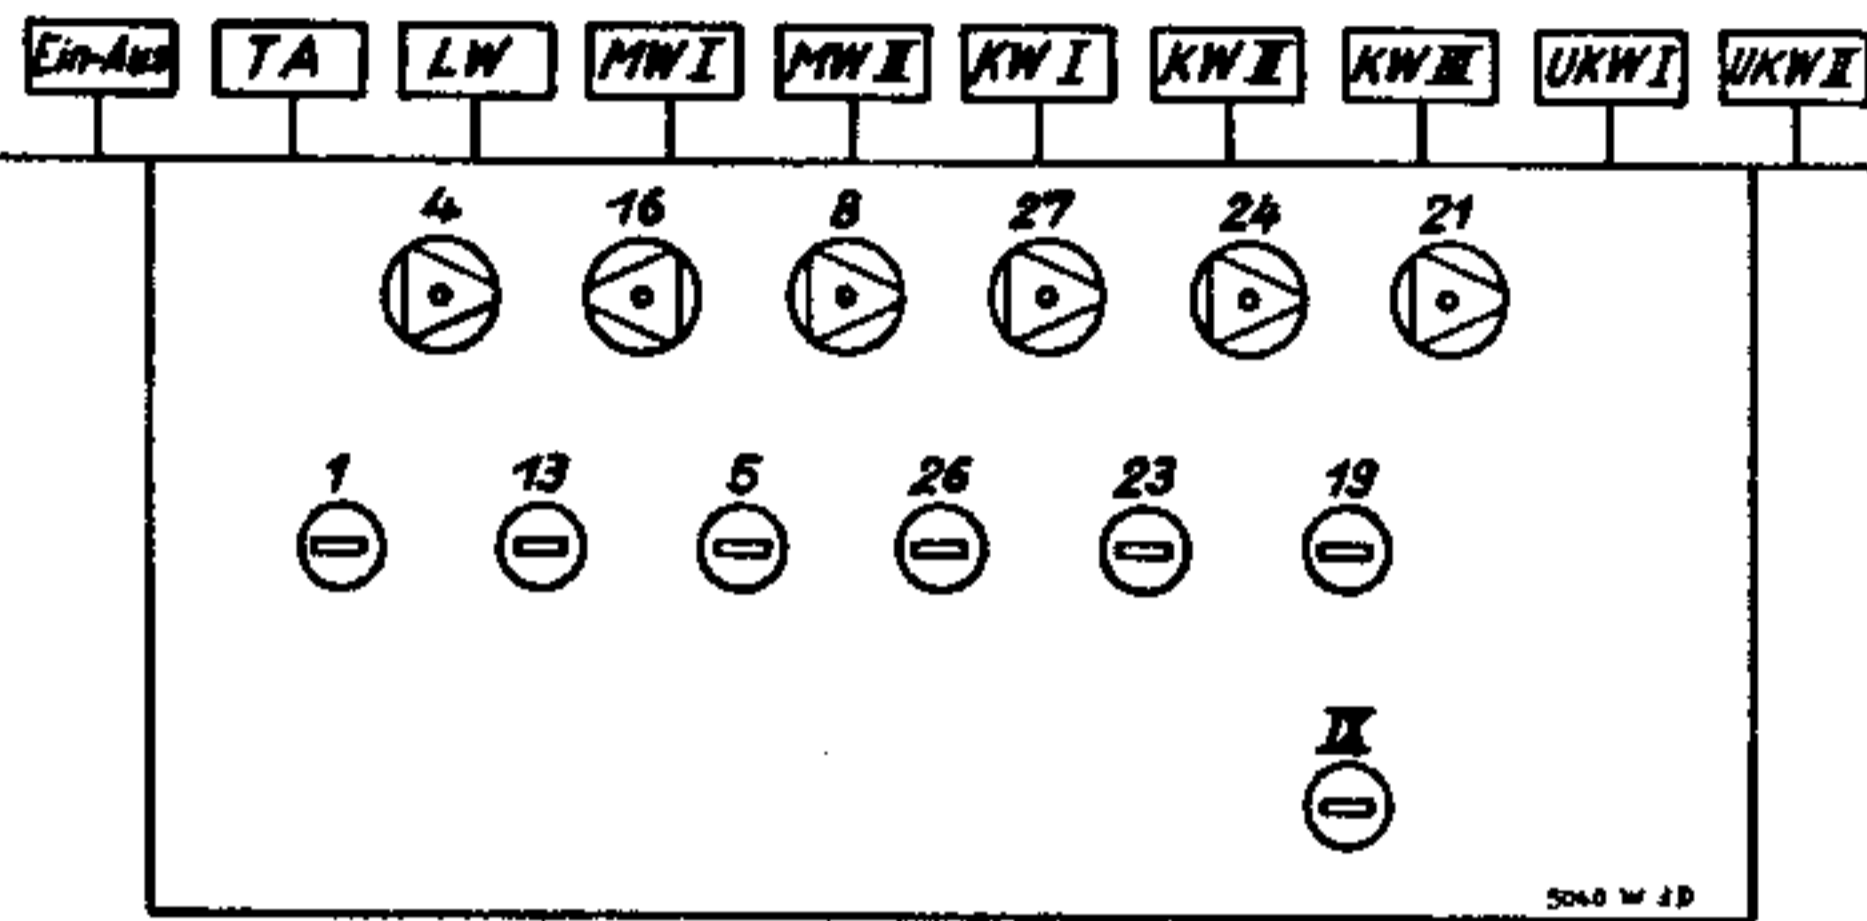 Ein-Aus TA LW MW I MW II KW I KW II KW III UKW I UKW II
4 16 8 27 24 21
1 13 5 26 23 19
IX
5040 W